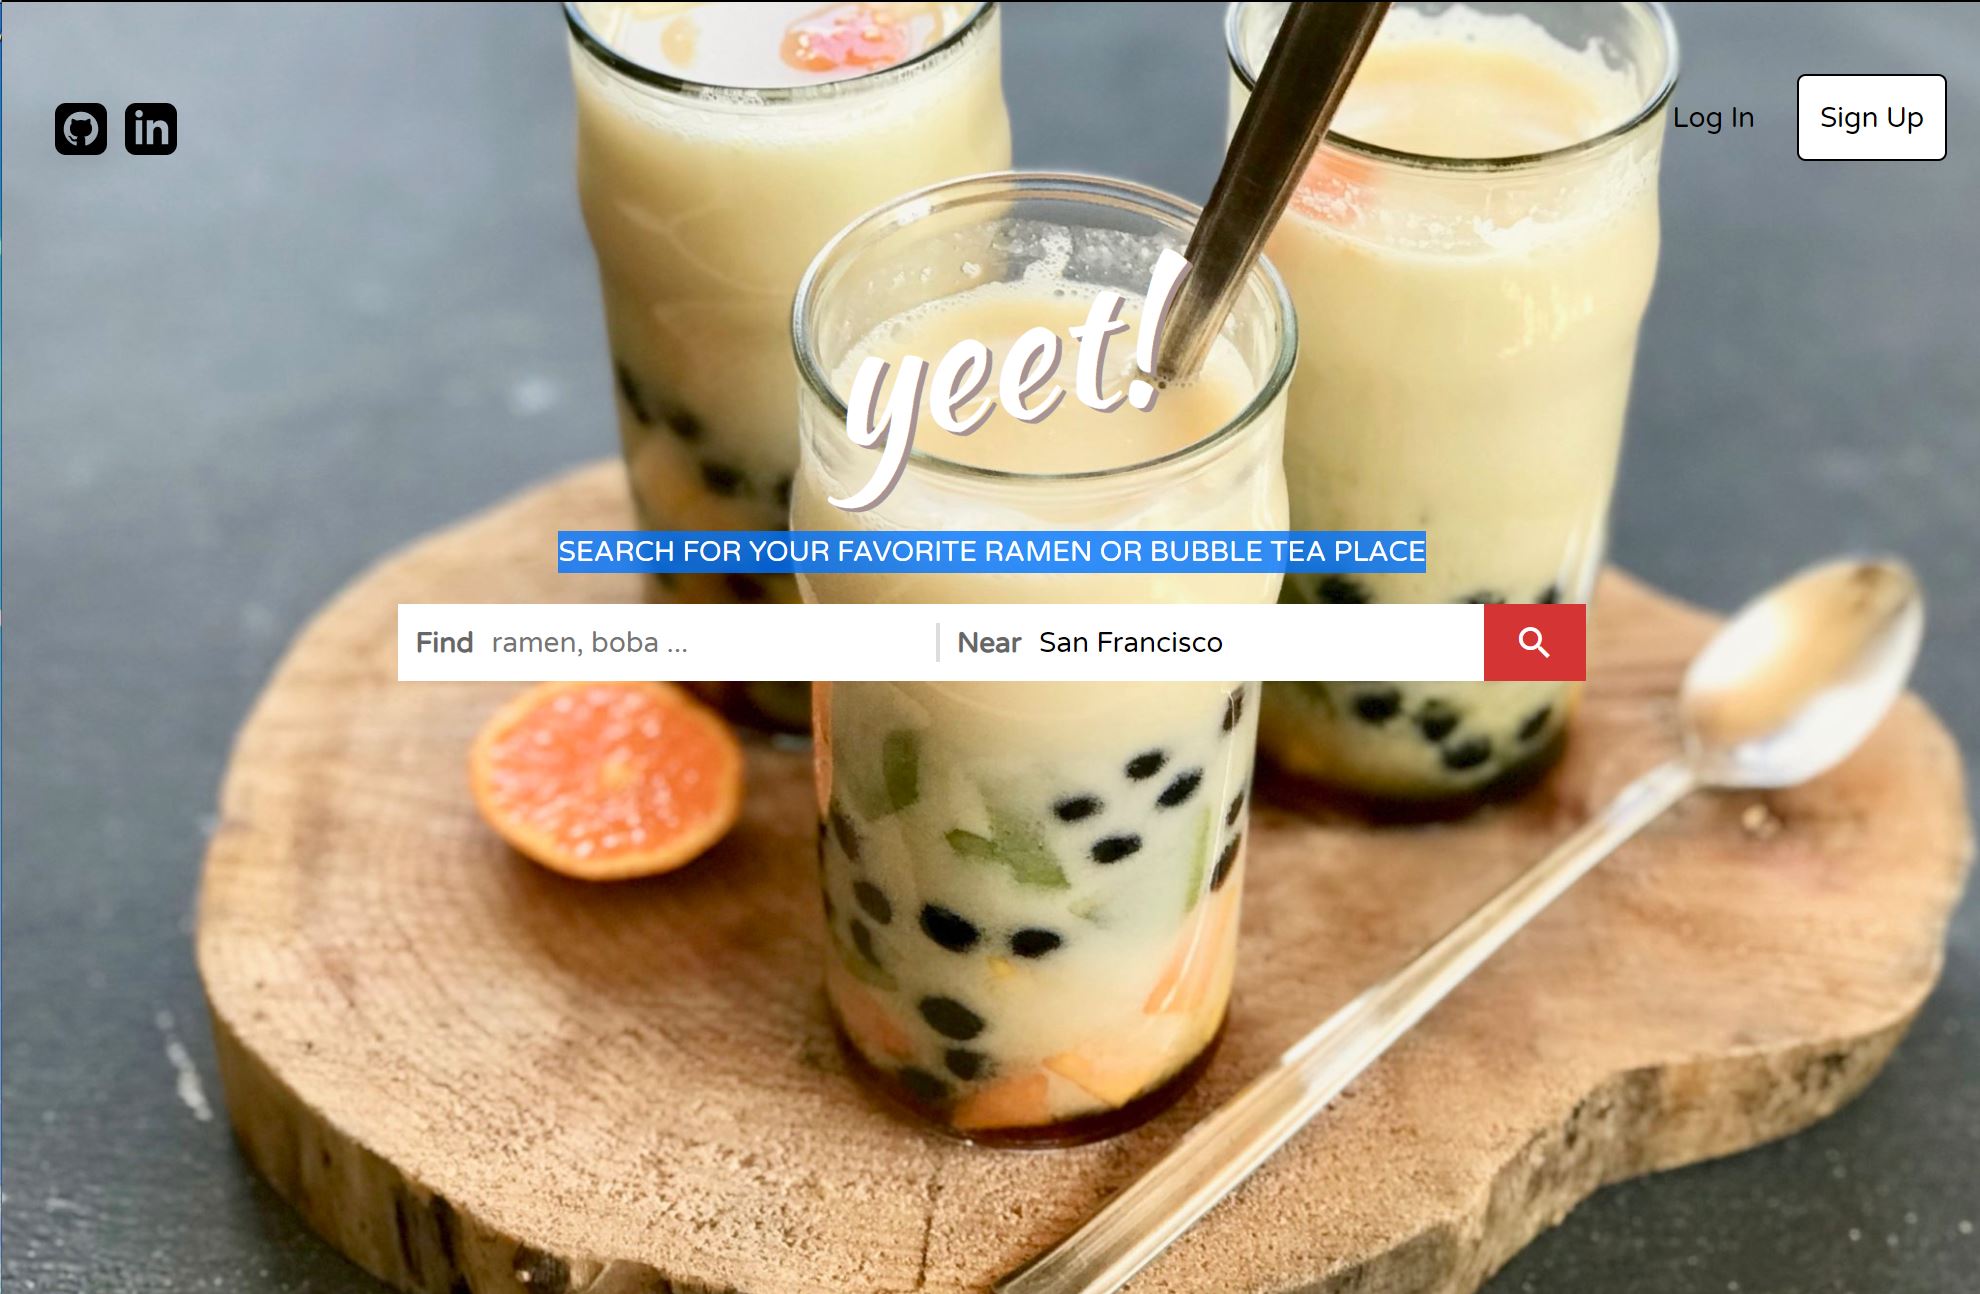 in
Log In
Sign Up
yeet!
SEARCH FOR YOUR FAVORITE RAMEN OR BUBBLE TEA PLACE
Find ramen, boba ... Near San Francisco